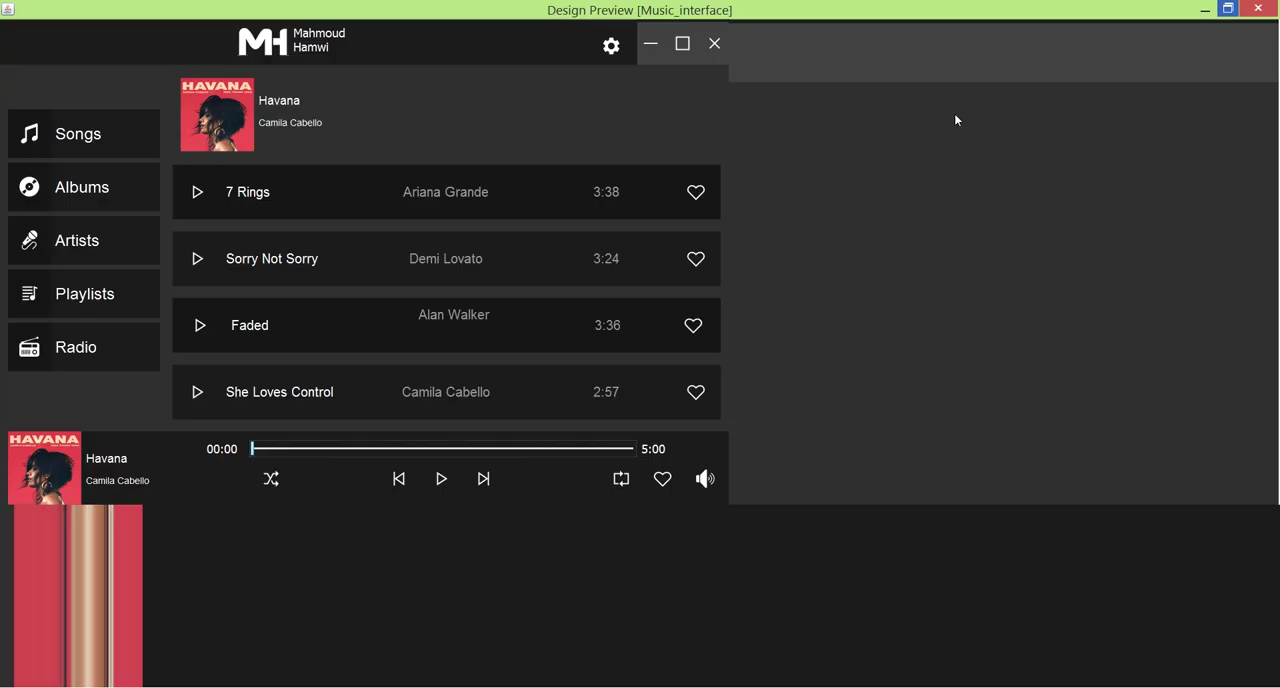 Design Preview [Music_interface]
MH Mahmoud
Hamwi
HAVANA
Havana
Camila Cabello
Songs
Albums
Artists
Playlists
Radio
7 Rings Ariana Grande 3:38
Sorry Not Sorry Demi Lovato 3:24
Faded Alan Walker 3:36
She Loves Control Camila Cabello 2:57
HAVANA
Havana
Camila Cabello
00:00 5:00